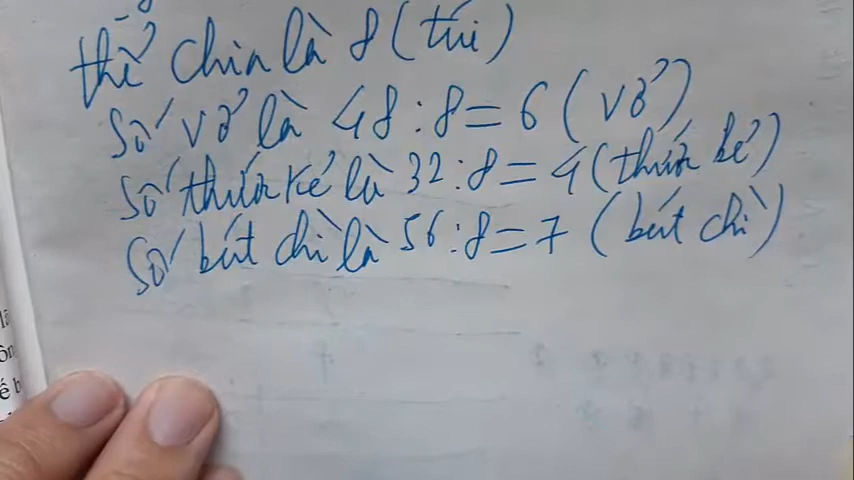 thể chia là 8 (túi)
Số vở là 48 : 8 = 6 (vở)
Số thước kẻ là 32 : 8 = 4 (thước kẻ)
Số bút chì là 56 : 8 = 7 (bút chì)